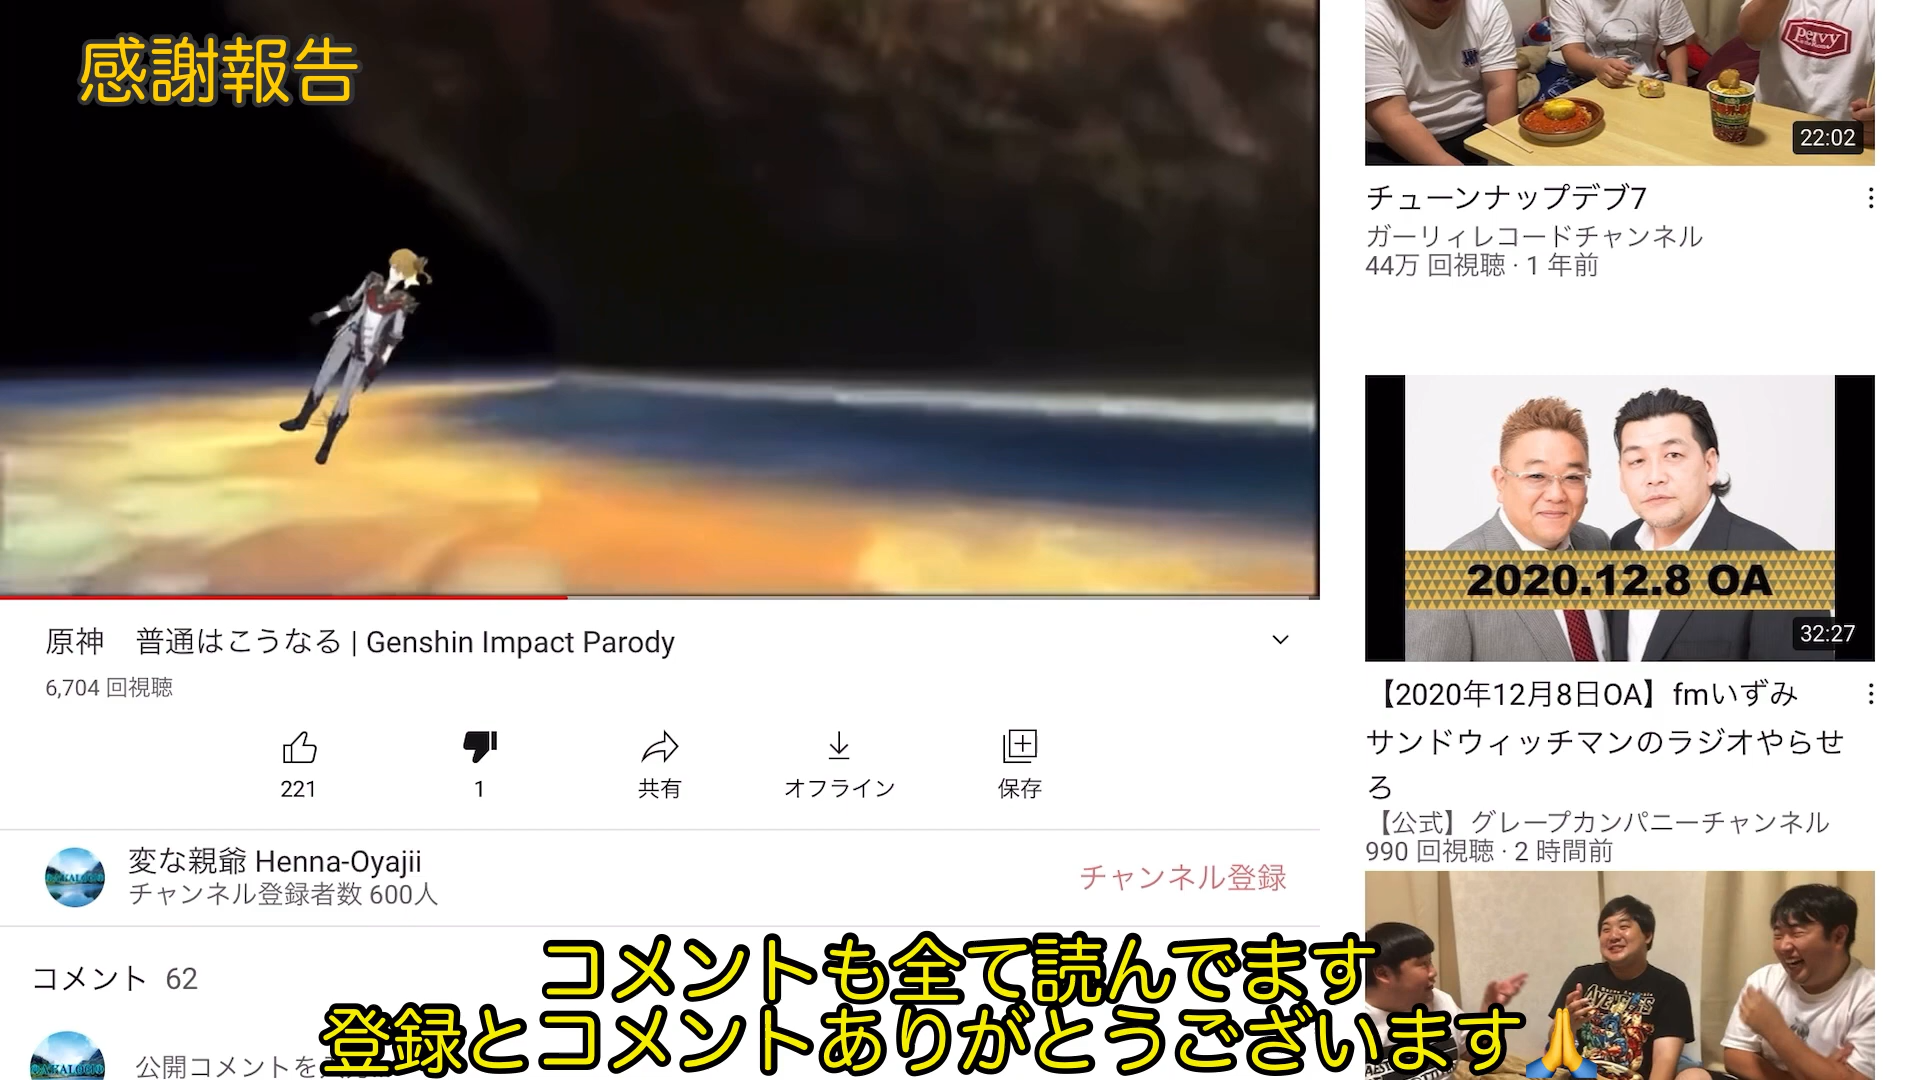 感謝報告
pervy
22:02
チューンナップデブ7
ガーリィレコードチャンネル
44万 回視聴 · 1 年前
2020.12.8 OA
32:27
【2020年12月8日OA】fmいずみ
サンドウィッチマンのラジオやらせ
ろ
【公式】グレープカンパニーチャンネル
990 回視聴 · 2 時間前
原神　普通はこうなる | Genshin Impact Parody
6,704 回視聴
221
1
共有
オフライン
保存
変な親爺 Henna-Oyajii
チャンネル登録者数 600人
チャンネル登録
コメント 62
公開コメントを
コメントも全て読んでます
登録とコメントありがとうございます🙏
AVENGERS